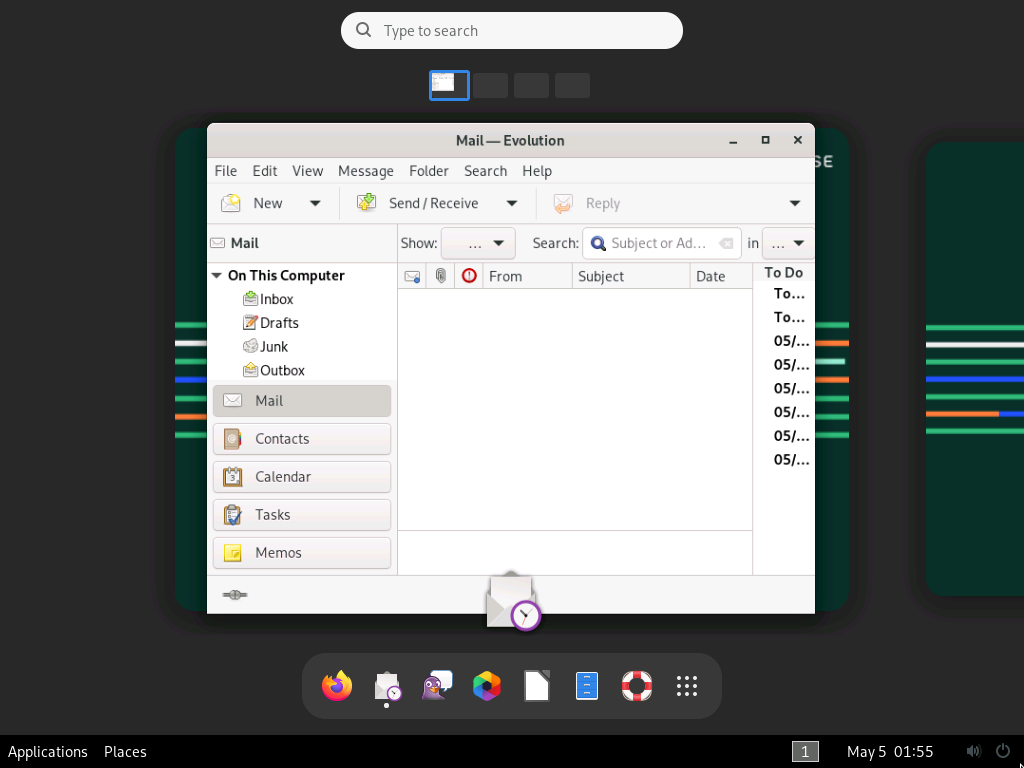 Type to search
SE
Mail — Evolution
File Edit View Message Folder Search Help
New Send / Receive Reply
Mail Show: ... Search: Subject or Ad... in ...
On This Computer
Inbox
Drafts
Junk
Outbox
Mail
Contacts
Calendar
Tasks
Memos
From Subject Date
To Do
To...
To...
05/...
05/...
05/...
05/...
05/...
05/...
3
Applications Places 1 May 5 01:55